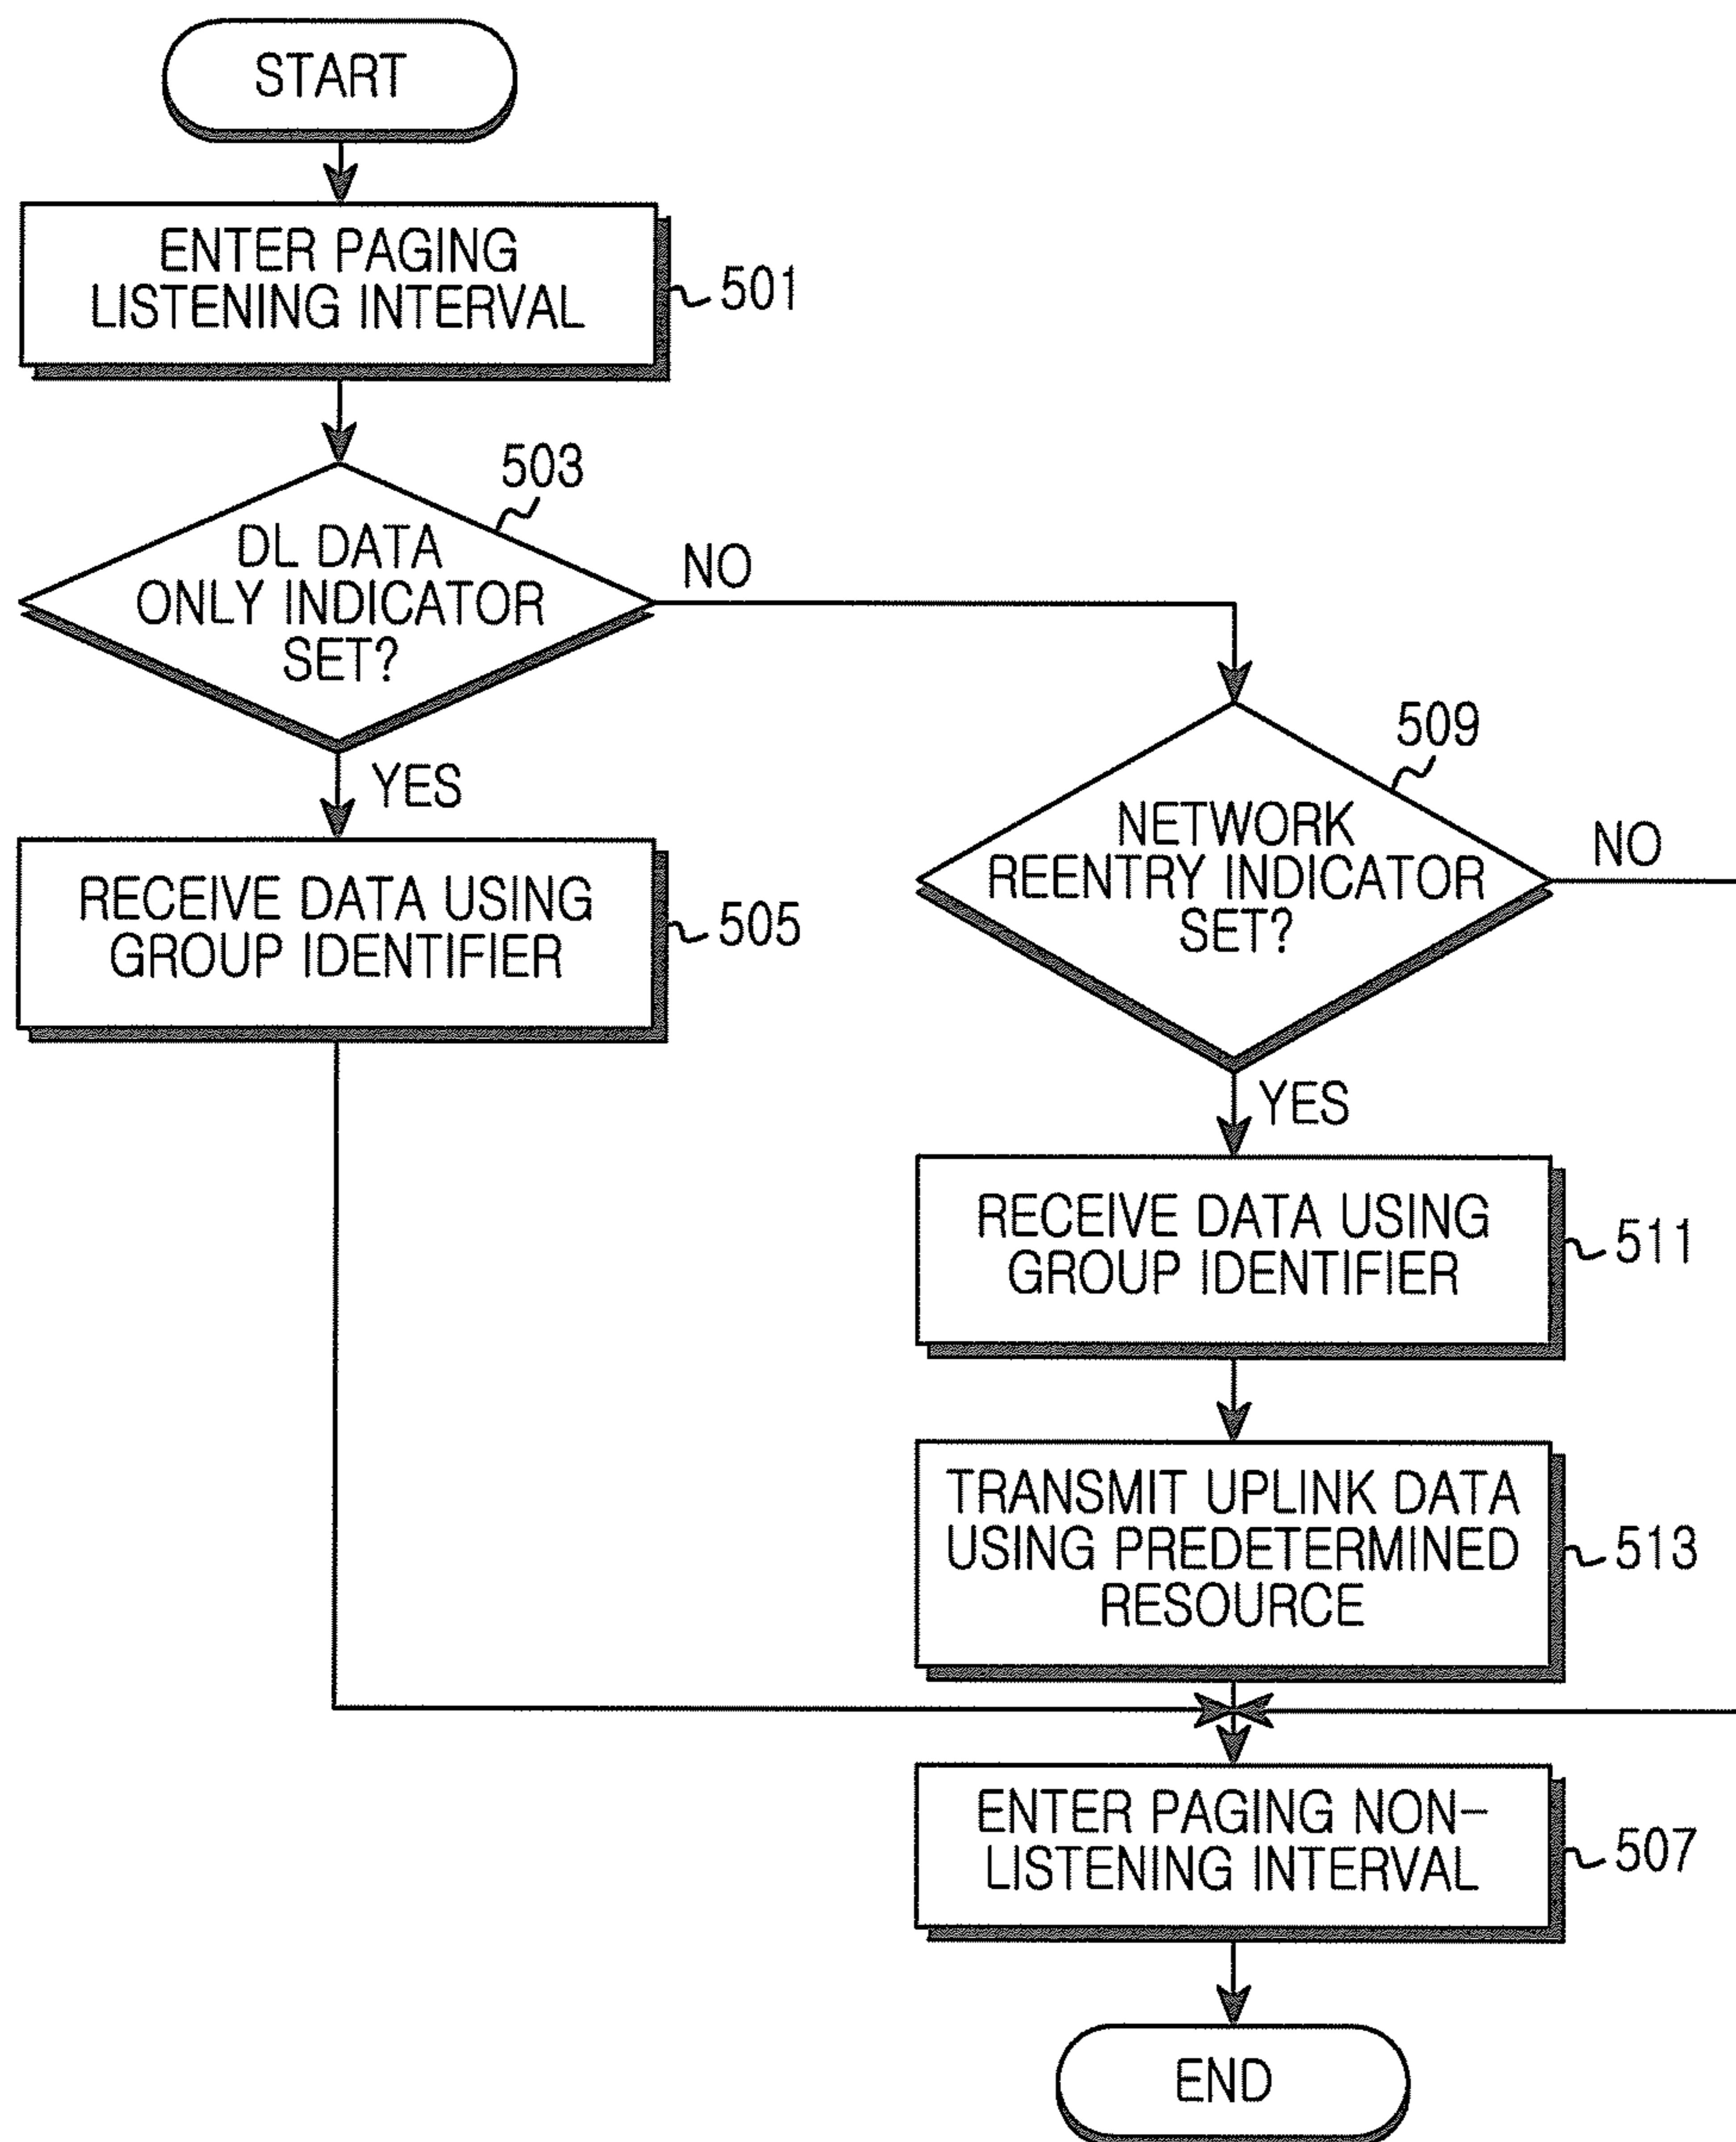 START
ENTER PAGING
LISTENING INTERVAL
501
503
DL DATA
ONLY INDICATOR
SET?
NO
YES
RECEIVE DATA USING
GROUP IDENTIFIER
505
509
NETWORK
REENTRY INDICATOR
SET?
NO
YES
RECEIVE DATA USING
GROUP IDENTIFIER
511
TRANSMIT UPLINK DATA
USING PREDETERMINED
RESOURCE
513
ENTER PAGING NON-
LISTENING INTERVAL
507
END